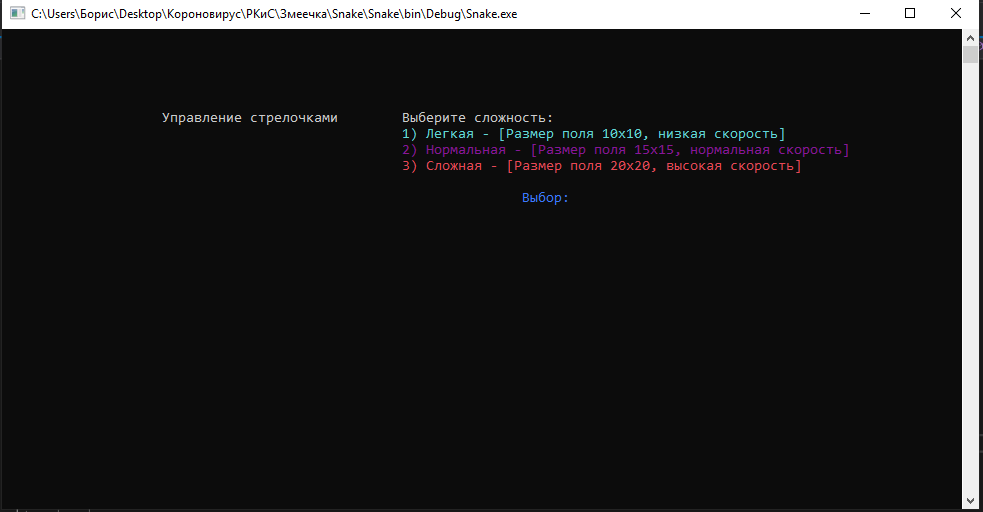 C:\Users\Борис\Desktop\Короновирус\РКиС\Змеечка\Snake\Snake\bin\Debug\Snake.exe
Управление стрелочками Выберите сложность:
1) Легкая - [Размер поля 10x10, низкая скорость]
2) Нормальная - [Размер поля 15x15, нормальная скорость]
3) Сложная - [Размер поля 20x20, высокая скорость]
Выбор: